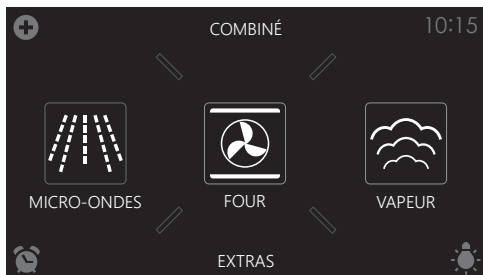 COMBINÉ
10:15
MICRO-ONDES
FOUR
VAPEUR
EXTRAS